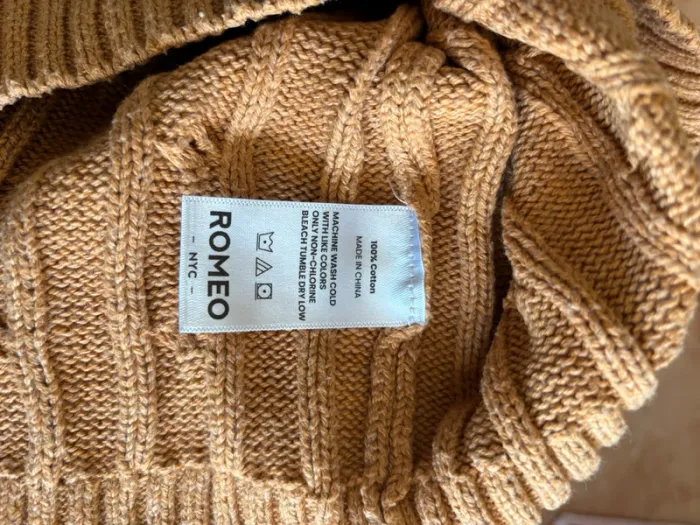 100% Cotton
MADE IN CHINA
MACHINE WASH COLD
WITH LIKE COLORS
ONLY NON-CHLORINE
BLEACH TUMBLE DRY LOW
ROMEO
– NYC –